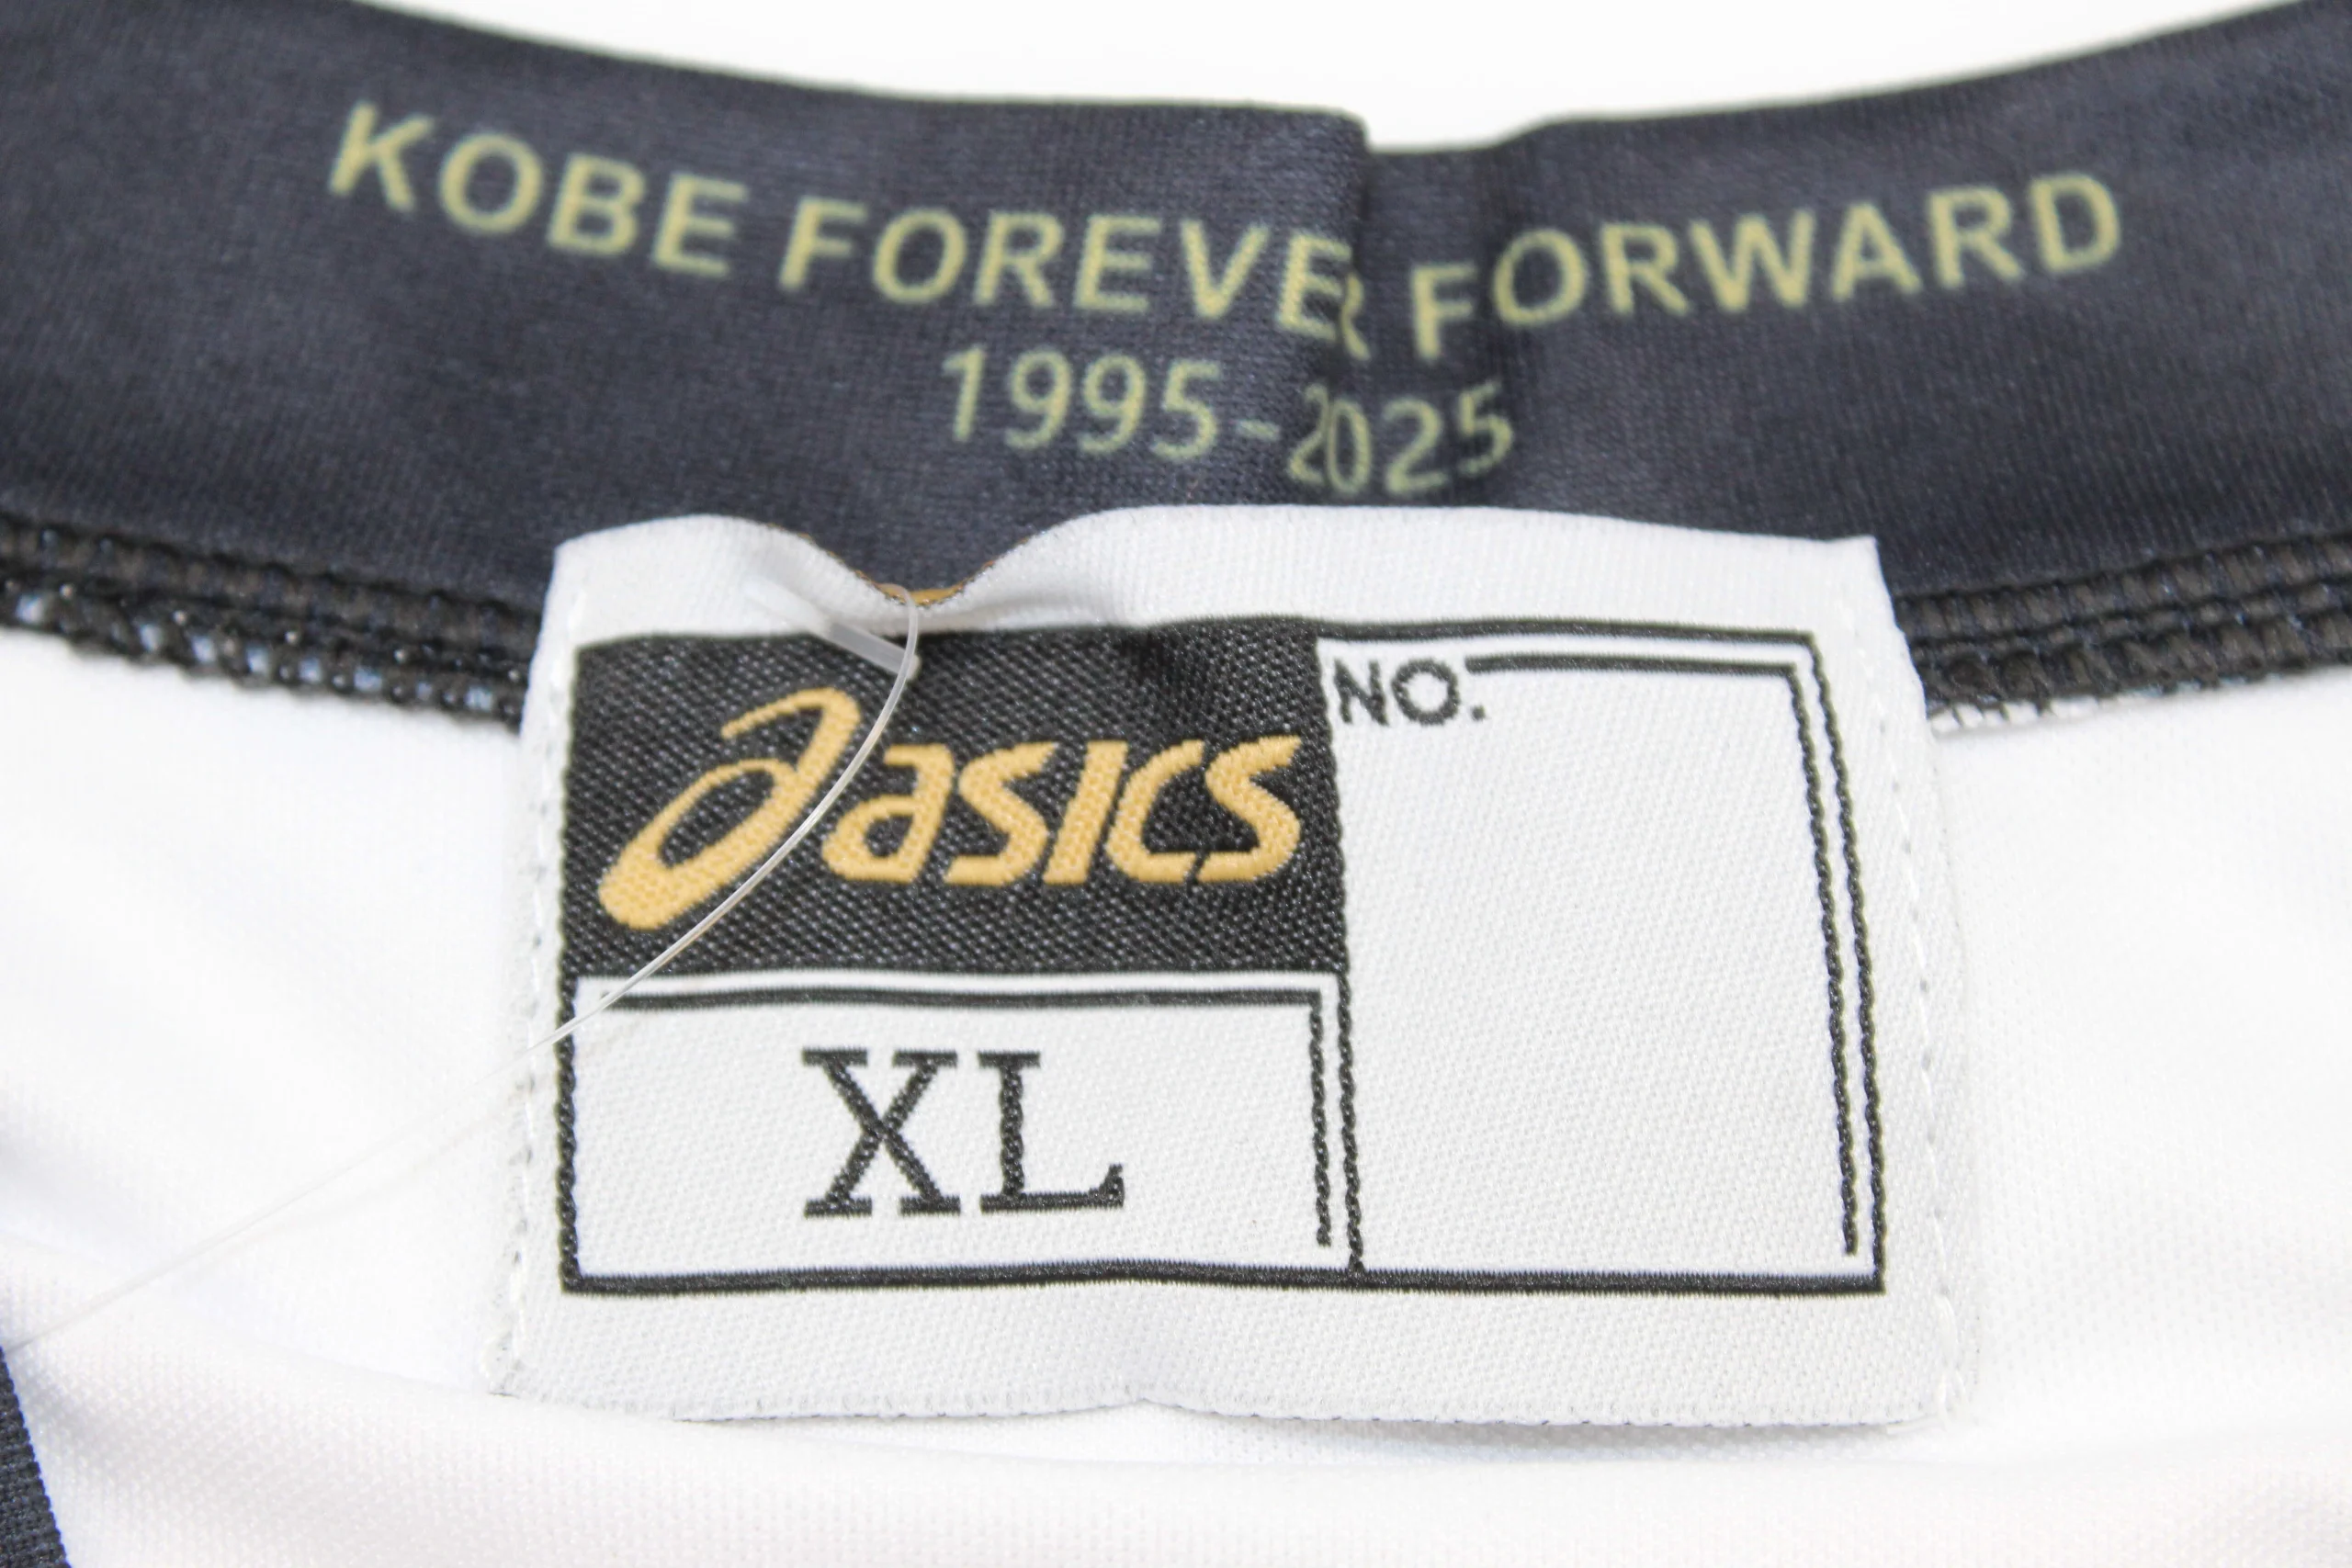 KOBE FOREVER FORWARD
1995-2025
asics
NO.
XL